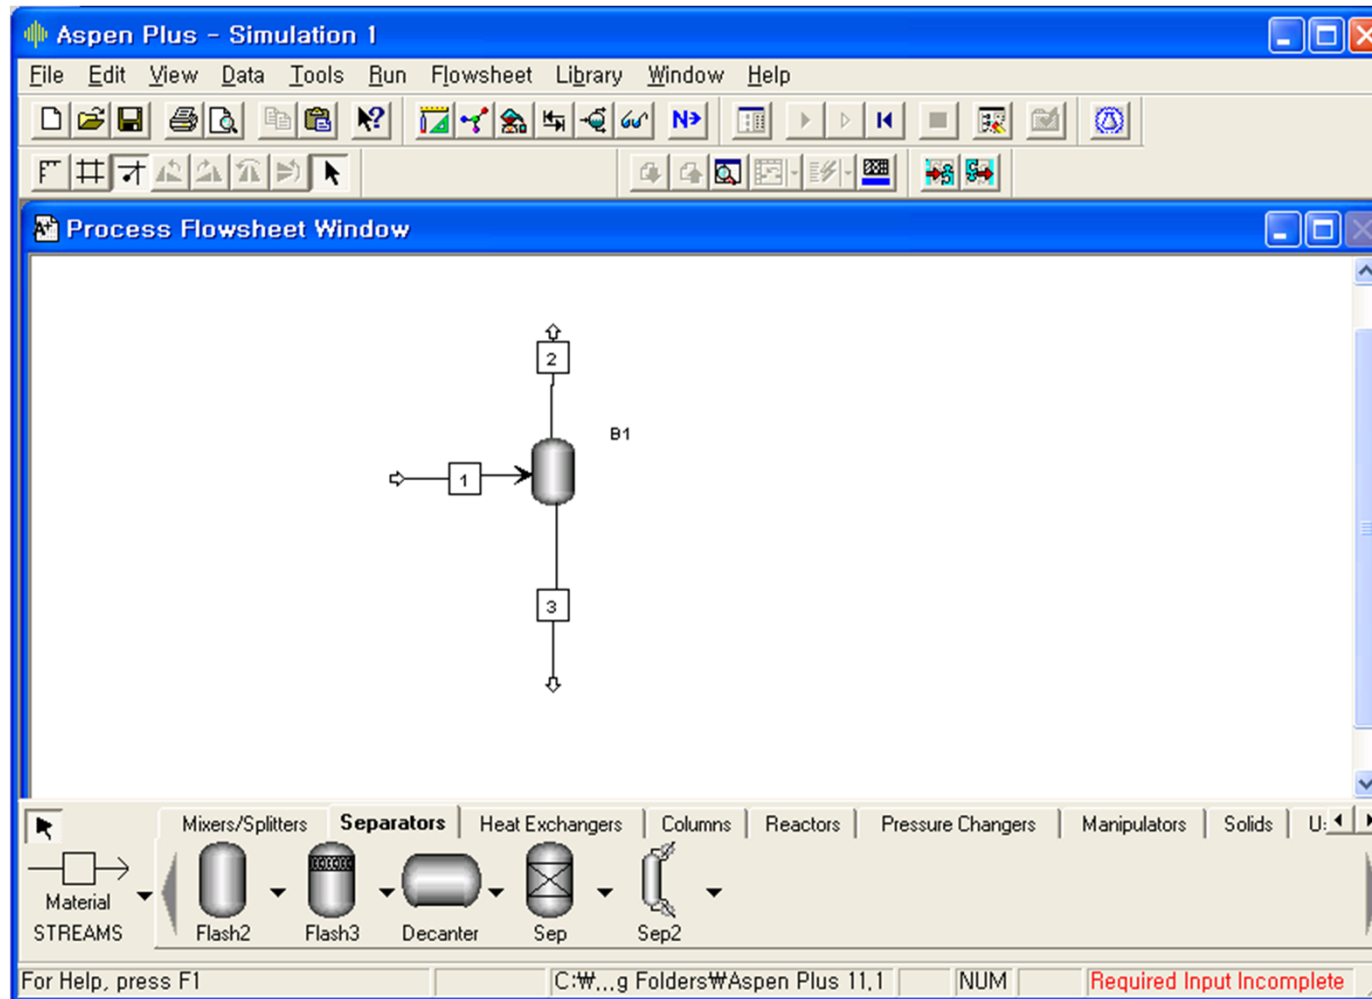 Aspen Plus - Simulation 1
File Edit View Data Tools Run Flowsheet Library Window Help
N
Process Flowsheet Window
2
B1
1
3
Mixers/Splitters Separators Heat Exchangers Columns Reactors Pressure Changers Manipulators Solids
Material
STREAMS Flash2 Flash3 Decanter Sep Sep2
For Help, press F1 C:₩...g Folders₩Aspen Plus 11.1 NUM Required Input Incomplete